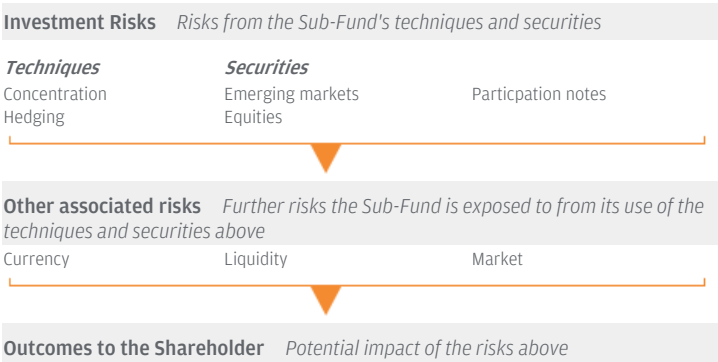 Investment Risks Risks from the Sub-Fund's techniques and securities
Techniques Securities
Concentration Emerging markets Particpation notes
Hedging Equities
Other associated risks Further risks the Sub-Fund is exposed to from its use of the
techniques and securities above
Currency Liquidity Market
Outcomes to the Shareholder Potential impact of the risks above